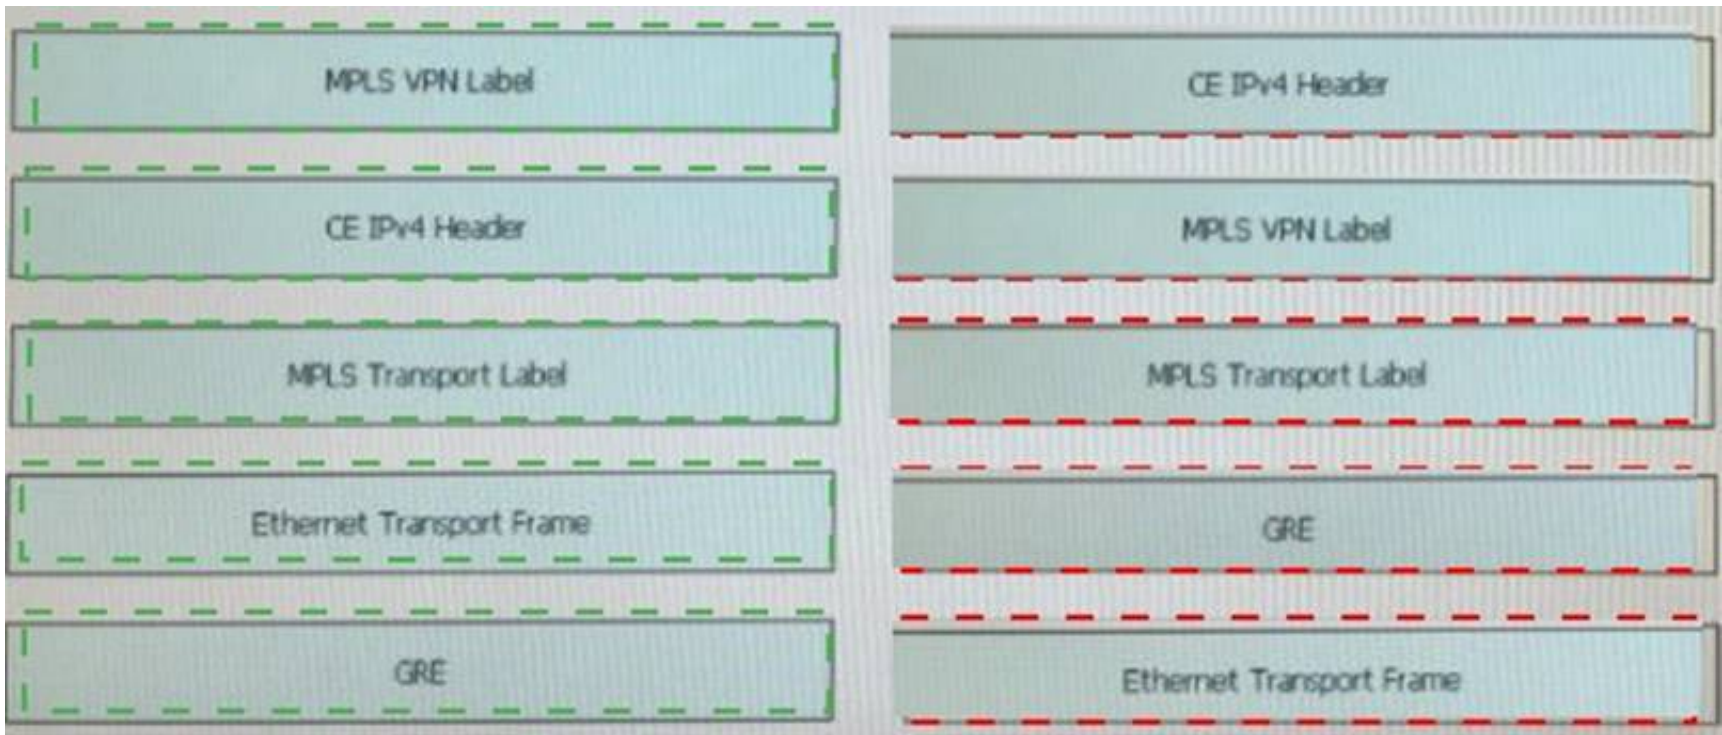 MPLS VPN Label
CE IPv4 Header
MPLS Transport Label
Ethernet Transport Frame
GRE
CE IPv4 Header
MPLS VPN Label
MPLS Transport Label
GRE
Ethernet Transport Frame